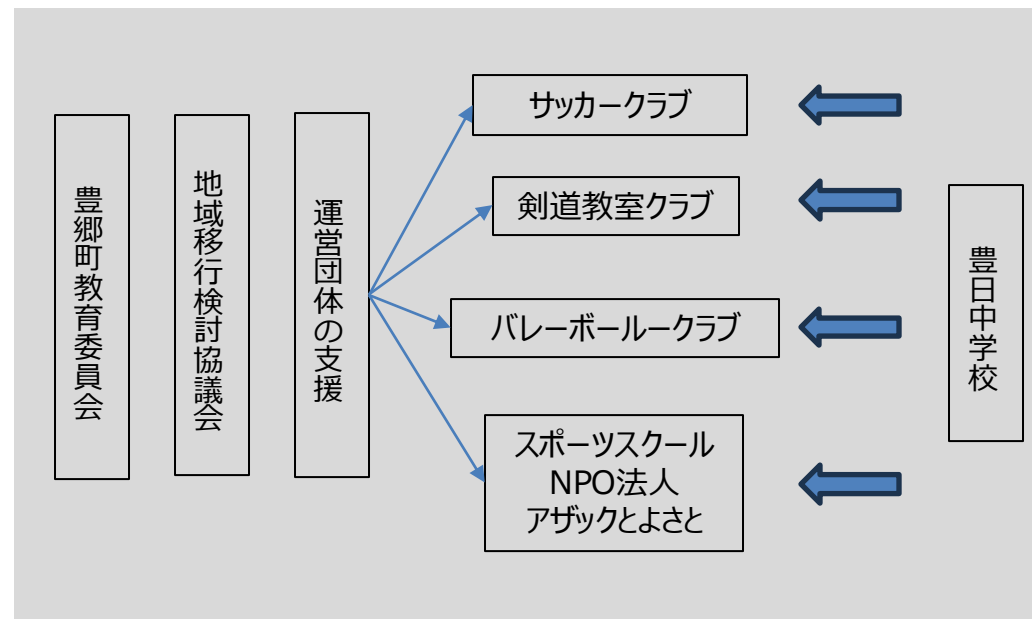 豊郷町教育委員会
地域移行検討協議会
運営団体の支援
サッカークラブ
剣道教室クラブ
バレーボールークラブ
スポーツスクール
NPO法人
アザックとよさと
豊日中学校